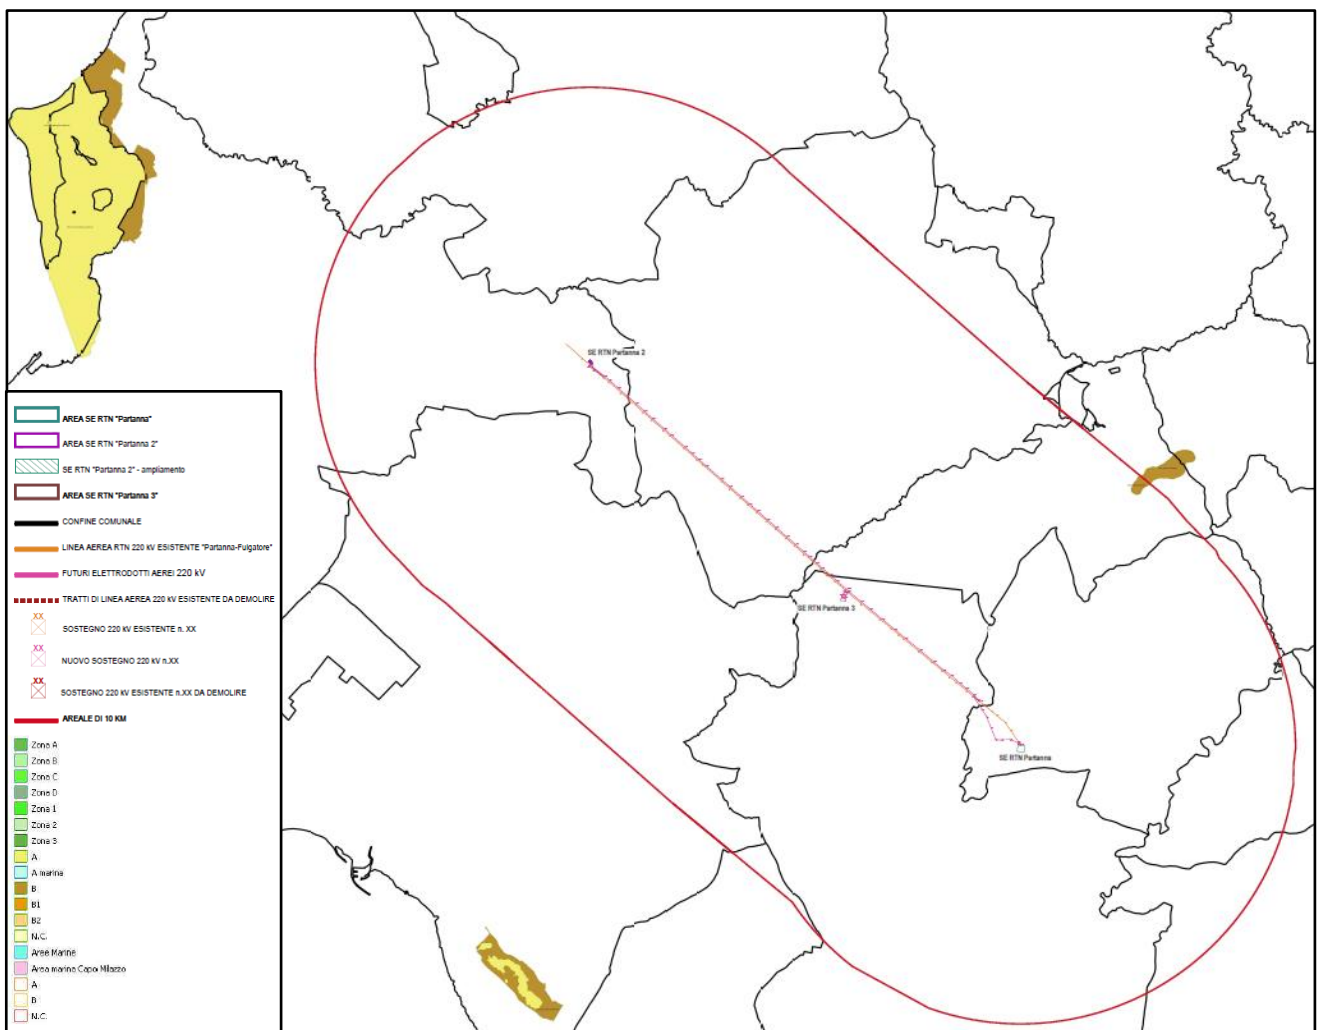 SE RTN Partanna 2
SE RTN Partanna 3
SE RTN Partanna
AREA SE RTN "Partanna"
AREA SE RTN "Partanna 2"
SE RTN "Partanna 2" - ampliamento
AREA SE RTN "Partanna 3"
CONFINE COMUNALE
LINEA AEREA RTN 220 kV ESISTENTE "Partanna-Fulgatore"
FUTURI ELETTRODOTTI AEREI 220 kV
TRATTI DI LINEA AEREA 220 kV ESISTENTE DA DEMOLIRE
XX
SOSTEGNO 220 kV ESISTENTE n. XX
XX
NUOVO SOSTEGNO 220 kV n.XX
XX
SOSTEGNO 220 kV ESISTENTE n.XX DA DEMOLIRE
AREALE DI 10 KM
Zona A
Zona B
Zona C
Zona D
Zona 1
Zona 2
Zona 3
A
A marina
B
B1
B2
N.C.
Aree Marine
Area marina Capo Milazzo
A
B
N.C.